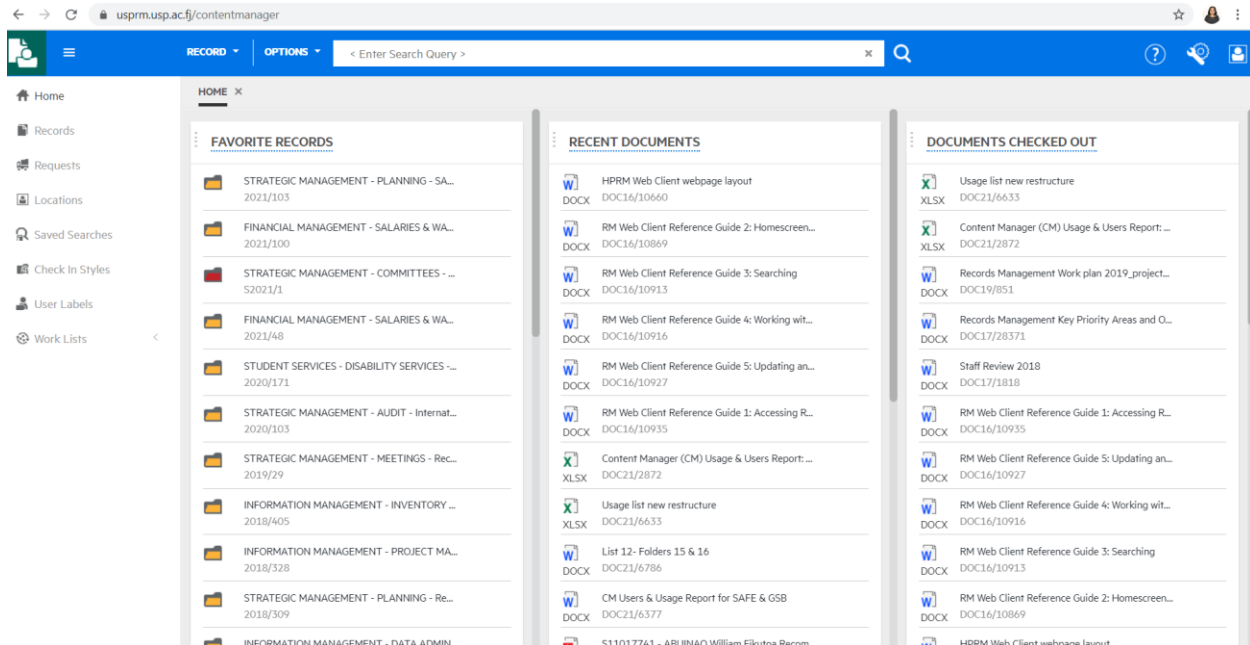 usprm.usp.ac.fj/contentmanager
RECORD
OPTIONS
< Enter Search Query >
Home
Records
Requests
Locations
Saved Searches
Check In Styles
User Labels
Work Lists
HOME
FAVORITE RECORDS
STRATEGIC MANAGEMENT - PLANNING - SA...
2021/103
FINANCIAL MANAGEMENT - SALARIES & WA...
2021/100
STRATEGIC MANAGEMENT - COMMITTEES - ...
S2021/1
FINANCIAL MANAGEMENT - SALARIES & WA...
2021/48
STUDENT SERVICES - DISABILITY SERVICES -...
2020/171
STRATEGIC MANAGEMENT - AUDIT - Internat...
2020/103
STRATEGIC MANAGEMENT - MEETINGS - Rec...
2019/29
INFORMATION MANAGEMENT - INVENTORY ...
2018/405
INFORMATION MANAGEMENT - PROJECT MA...
2018/328
STRATEGIC MANAGEMENT - PLANNING - Re...
2018/309
INFORMATION MANAGEMENT - DATA ADMIN
RECENT DOCUMENTS
HPRM Web Client webpage layout
DOCX DOC16/10660
RM Web Client Reference Guide 2: Homescreen...
DOCX DOC16/10869
RM Web Client Reference Guide 3: Searching
DOCX DOC16/10913
RM Web Client Reference Guide 4: Working wit...
DOCX DOC16/10916
RM Web Client Reference Guide 5: Updating an...
DOCX DOC16/10927
RM Web Client Reference Guide 1: Accessing R...
DOCX DOC16/10935
Content Manager (CM) Usage & Users Report: ...
XLSX DOC21/2872
Usage list new restructure
XLSX DOC21/6633
List 12- Folders 15 & 16
DOCX DOC21/6786
CM Users & Usage Report for SAFE & GSB
DOCX DOC21/6377
S11017741 - ABUINAO William Fikutoa Recom
DOCUMENTS CHECKED OUT
Usage list new restructure
XLSX DOC21/6633
Content Manager (CM) Usage & Users Report: ...
XLSX DOC21/2872
Records Management Work plan 2019_project...
DOCX DOC19/851
Records Management Key Priority Areas and O...
DOCX DOC17/28371
Staff Review 2018
DOCX DOC17/1818
RM Web Client Reference Guide 1: Accessing R...
DOCX DOC16/10935
RM Web Client Reference Guide 5: Updating an...
DOCX DOC16/10927
RM Web Client Reference Guide 4: Working wit...
DOCX DOC16/10916
RM Web Client Reference Guide 3: Searching
DOCX DOC16/10913
RM Web Client Reference Guide 2: Homescreen...
DOCX DOC16/10869
HPRM Web Client webpage layout